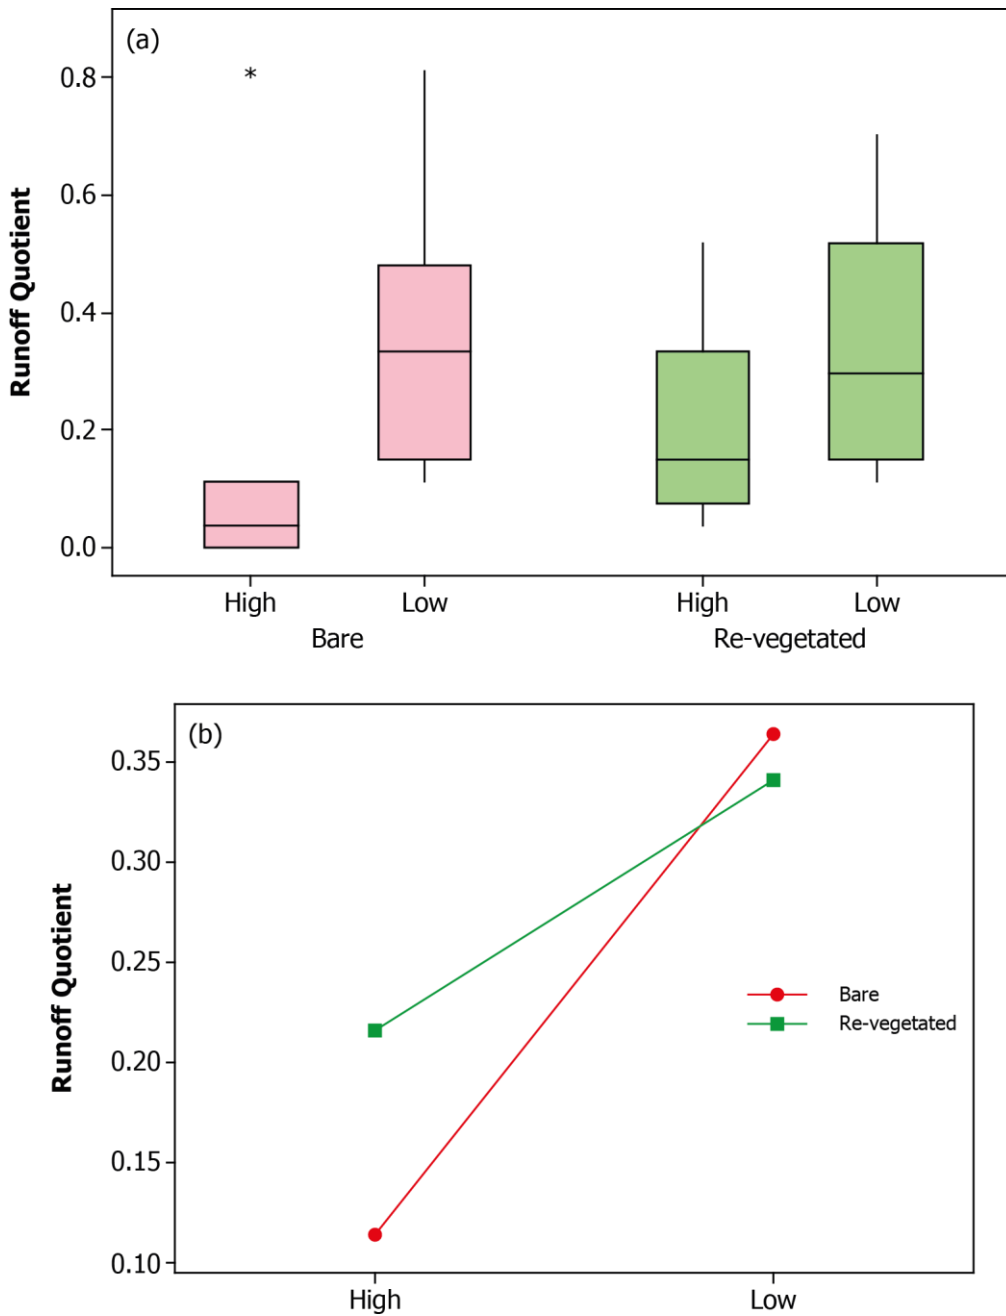 (a)
*
0.8
0.6
0.4
0.2
0.0
Runoff Quotient
High Low High Low
Bare Re-vegetated
(b)
0.35
0.30
0.25
0.20
0.15
0.10
Runoff Quotient
Bare
Re-vegetated
High Low